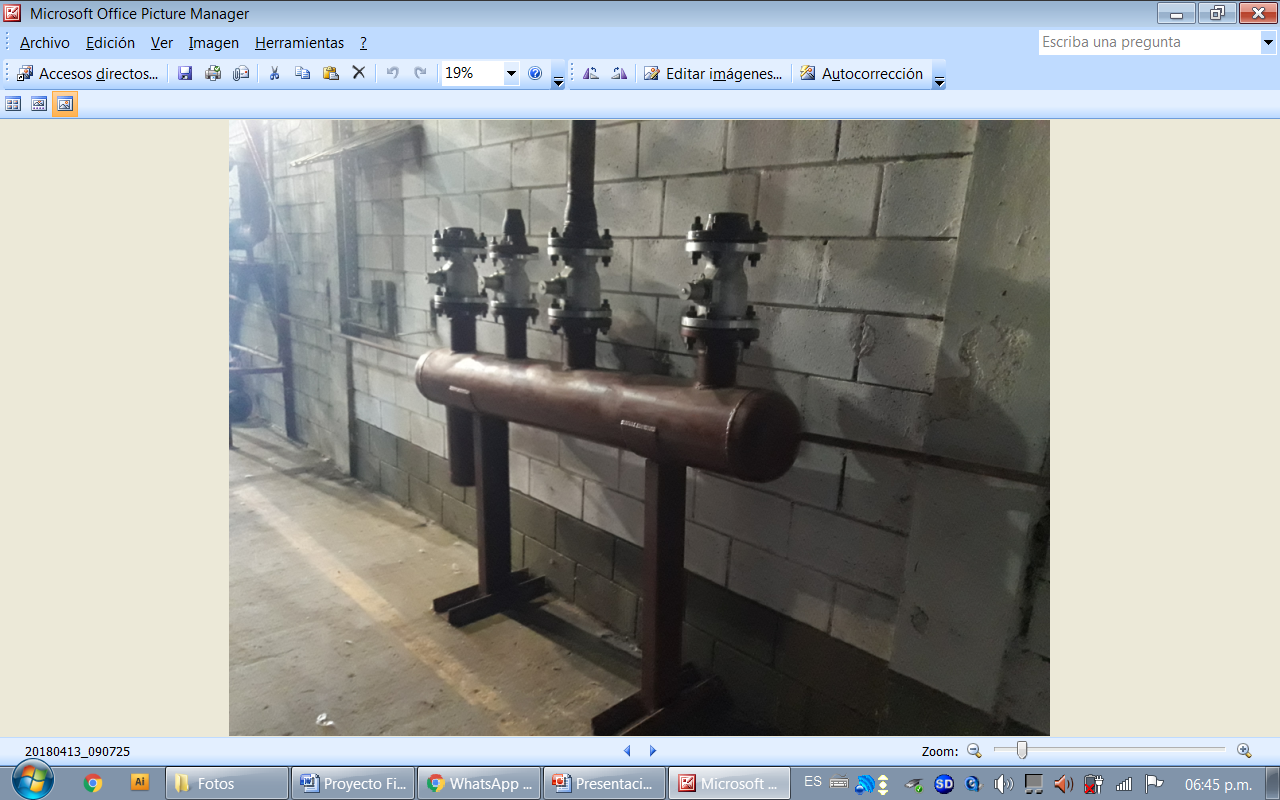 Microsoft Office Picture Manager
Archivo Edición Ver Imagen Herramientas ?
Escriba una pregunta
Accesos directos... 19% Editar imágenes... Autocorrección
20180413_090725
Zoom:
Ai Fotos Proyecto Fi... WhatsApp ... Presentaci... Microsoft ... ES SD 06:45 p.m.